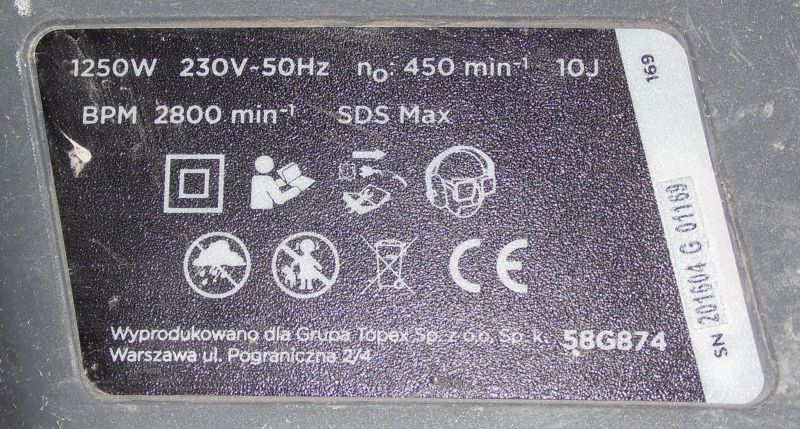 1250W 230V~50Hz n₀: 450 min⁻¹ 10J
BPM 2800 min⁻¹ SDS Max
CE
Wyprodukowano dla Grupa Topex Sp. z o.o. Sp. k. 58G874
Warszawa ul. Pograniczna 2/4
169
SN 201604 G 01169